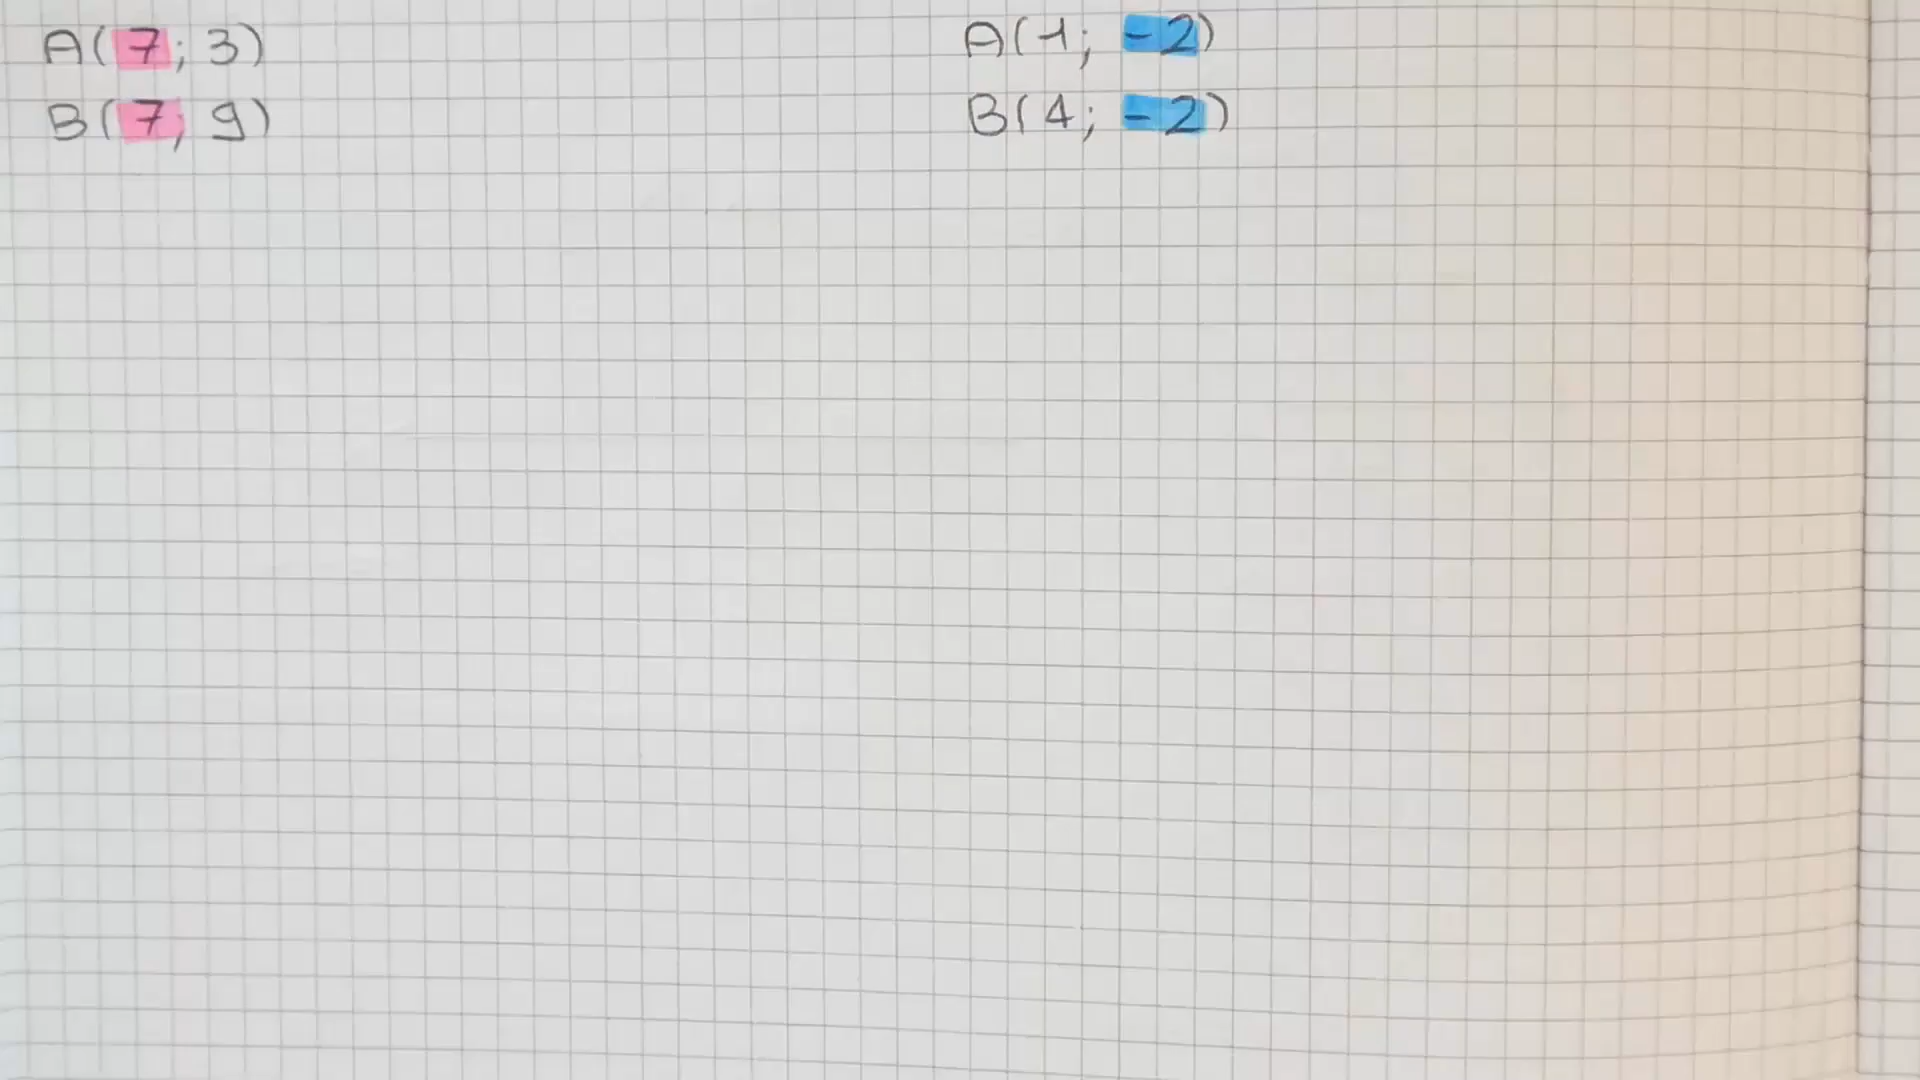 A(7; 3)
B(7; 9)
A(1; -2)
B(4; -2)